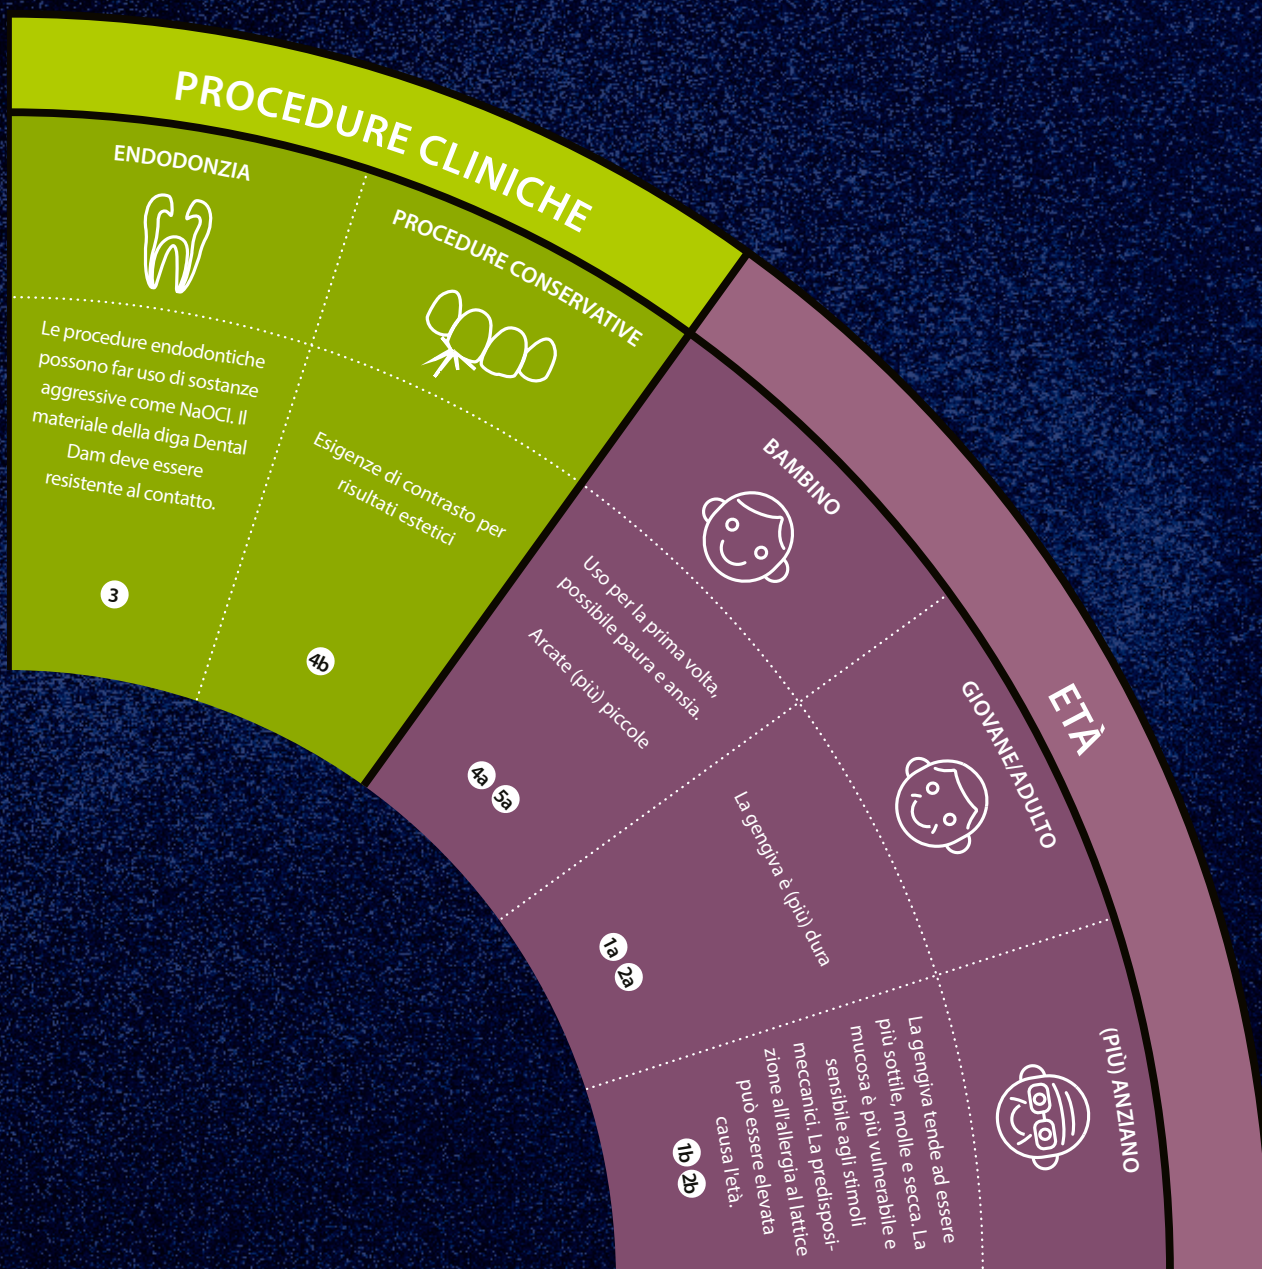 PROCEDURE CLINICHE
ENDODONZIA
Le procedure endodontiche
possono far uso di sostanze
aggressive come NaOCl. Il
materiale della diga Dental
Dam deve essere
resistente al contatto.
3
PROCEDURE CONSERVATIVE
Esigenze di contrasto per
risultati estetici
4b
ETÀ
BAMBINO
Uso per la prima volta,
possibile paura e ansia.
Arcate (più) piccole
4a 5a
GIOVANE/ADULTO
La gengiva è (più) dura
1a 2a
(PIÙ) ANZIANO
La gengiva tende ad essere
più sottile, molle e secca. La
mucosa è più vulnerabile e
sensibile agli stimoli
meccanici. La predisposi-
zione all'allergia al lattice
può essere elevata
causa l'età.
1b 2b